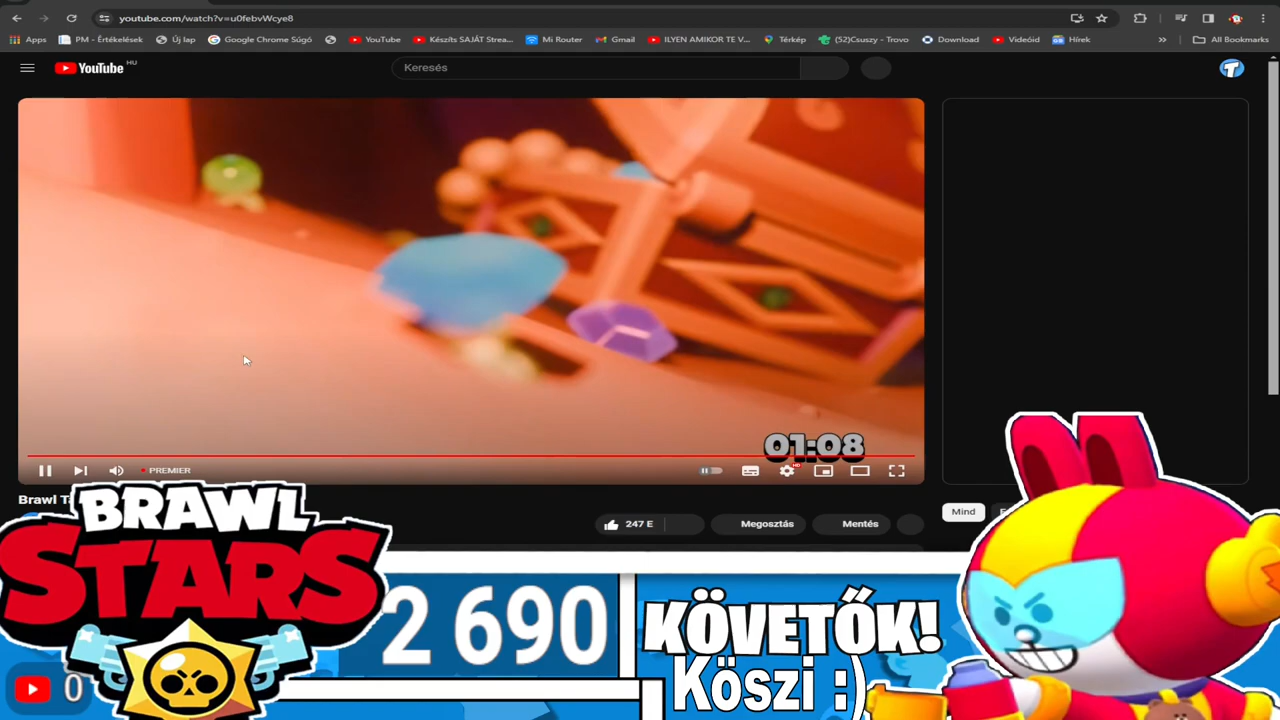 youtube.com/watch?v=u0febvWcye8
Apps PM - Értékelések Új lap Google Chrome Súgó YouTube Készíts SAJÁT Strea... Mi Router Gmail ILYEN AMIKOR TE V... Térkép (52)Csuszy - Trovo Download Videóid Hírek » All Bookmarks
YouTube HU
Keresés
T
01:08
PREMIER
HD
Brawl
247 E Megosztás Mentés
Mind
BRAWL
STARS
2 690
KÖVETŐK!
Köszi :)
0